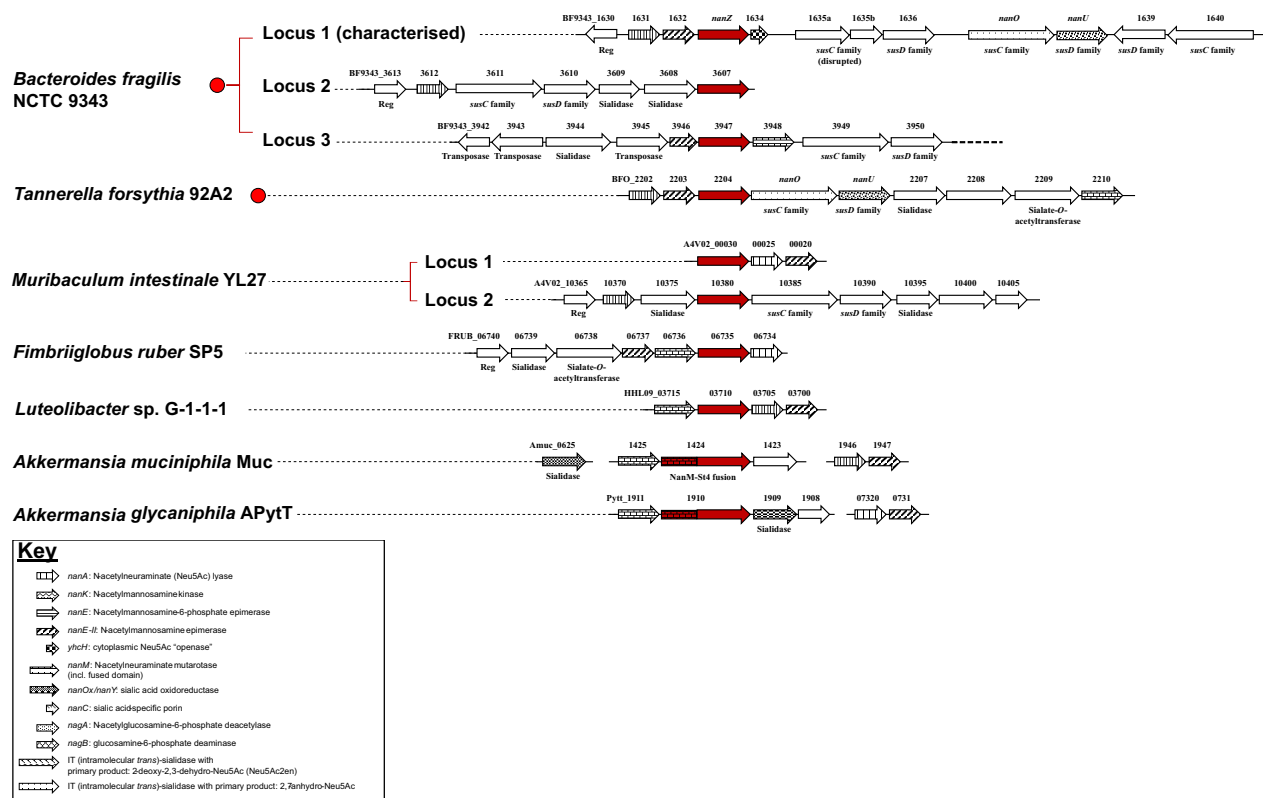 BF9343_1630 1631 1632 nanZ 1634 1635a 1635b 1636 nanO nanU 1639 1640
Locus 1 (characterised)
Reg susC family susD family susC family susD family susD family susC family
(disrupted)
Bacteroides fragilis
NCTC 9343
BF9343_3613 3612 3611 3610 3609 3608 3607
Locus 2
Reg susC family susD family Sialidase Sialidase
BF9343_3942 3943 3944 3945 3946 3947 3948 3949 3950
Locus 3
Transposase Transposase Sialidase Transposase susC family susD family
BFO_2202 2203 2204 nanO nanU 2207 2208 2209 2210
Tannerella forsythia 92A2
susC family susD family Sialidase Sialate-O-
acetyltransferase
A4V02_00030 00025 00020
Locus 1
Muribaculum intestinale YL27
A4V02_10365 10370 10375 10380 10385 10390 10395 10400 10405
Locus 2
Reg Sialidase susC family susD family Sialidase
FRUB_06740 06739 06738 06737 06736 06735 06734
Fimbriiglobus ruber SP5
Reg Sialidase Sialate-O-
acetyltransferase
HHL09_03715 03710 03705 03700
Luteolibacter sp. G-1-1-1
Amuc_0625 1425 1424 1423 1946 1947
Akkermansia muciniphila Muc
Sialidase NanM-St4 fusion
Pytt_1911 1910 1909 1908 07320 0731
Akkermansia glycaniphila APytT
Sialidase
Key
nanA: N-acetylneuraminate (Neu5Ac) lyase
nanK: N-acetylmannosamine kinase
nanE: N-acetylmannosamine-6-phosphate epimerase
nanE-II: N-acetylmannosamine epimerase
yhcH: cytoplasmic Neu5Ac “openase”
nanM: N-acetylneuraminate mutarotase
(incl. fused domain)
nanOx/nanY: sialic acid oxidoreductase
nanC: sialic acid-specific porin
nagA: N-acetylglucosamine-6-phosphate deacetylase
nagB: glucosamine-6-phosphate deaminase
IT (intramolecular trans)-sialidase with
primary product: 2-deoxy-2,3-dehydro-Neu5Ac (Neu5Ac2en)
IT (intramolecular trans)-sialidase with primary product: 2,7anhydro-Neu5Ac